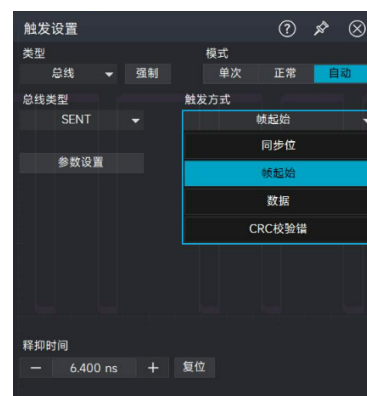 触发设置
类型 模式
总线 强制 单次 正常 自动
总线类型 触发方式
SENT 帧起始
同步位
参数设置 帧起始
数据
CRC校验错
释抑时间
− 6.400 ns + 复位